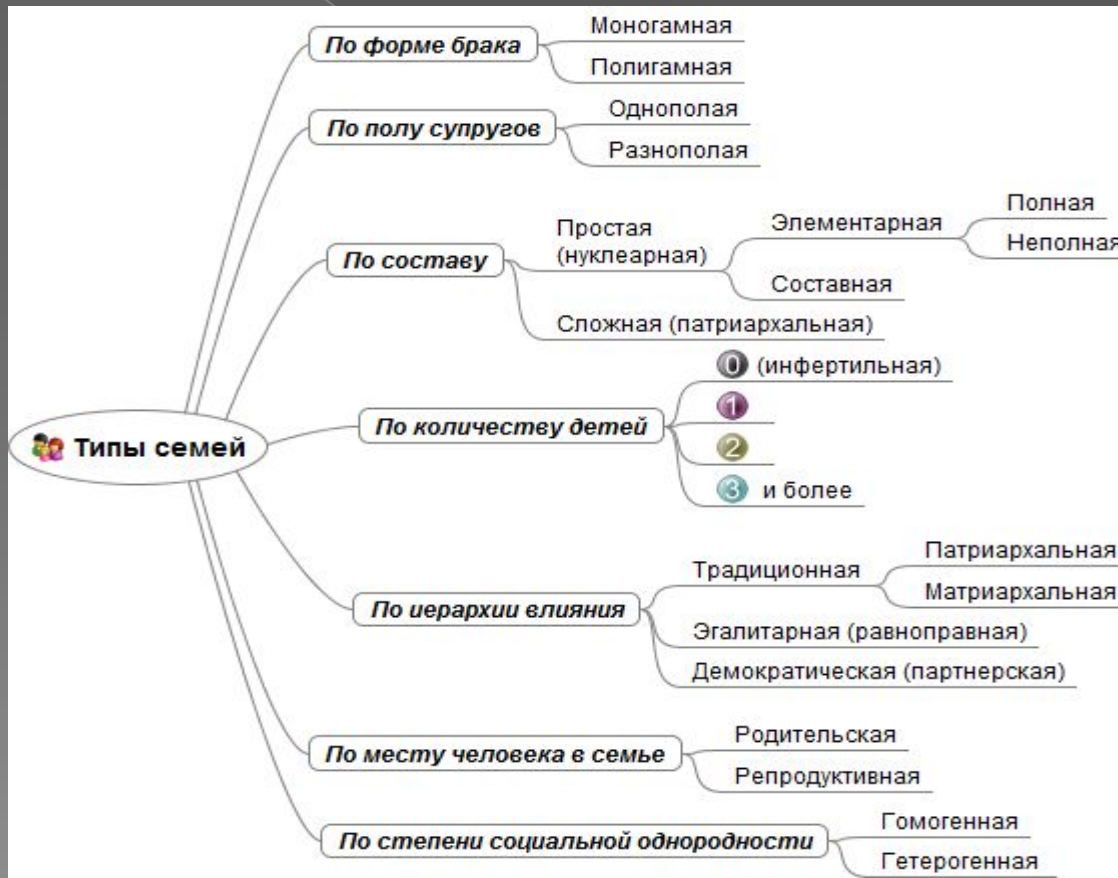 Типы семей
По форме брака
Моногамная
Полигамная
По полу супругов
Однополая
Разнополая
По составу
Простая
(нуклеарная)
Элементарная
Полная
Неполная
Составная
Сложная (патриархальная)
По количеству детей
0 (инфертильная)
1
2
3 и более
По иерархии влияния
Традиционная
Патриархальная
Матриархальная
Эгалитарная (равноправная)
Демократическая (партнерская)
По месту человека в семье
Родительская
Репродуктивная
По степени социальной однородности
Гомогенная
Гетерогенная